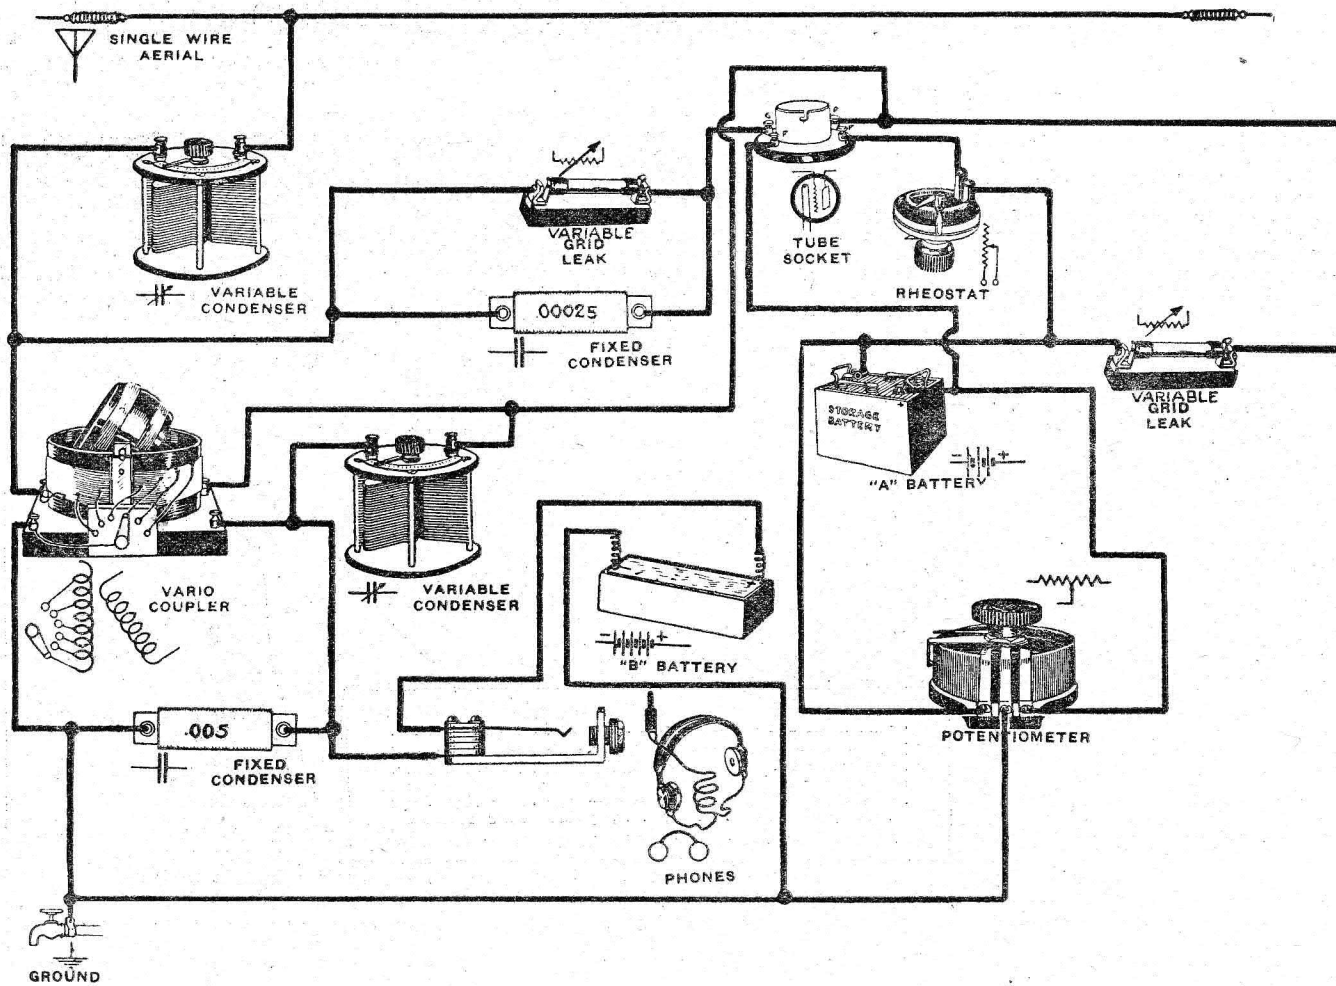 SINGLE WIRE
AERIAL
VARIABLE
CONDENSER
VARIABLE
GRID
LEAK
.00025
FIXED
CONDENSER
G
P
F
TUBE
SOCKET
RHEOSTAT
STORAGE
BATTERY
+
- +
"A" BATTERY
VARIABLE
GRID
LEAK
VARIO
COUPLER
VARIABLE
CONDENSER
- +
"B" BATTERY
POTENTIOMETER
.005
FIXED
CONDENSER
PHONES
GROUND